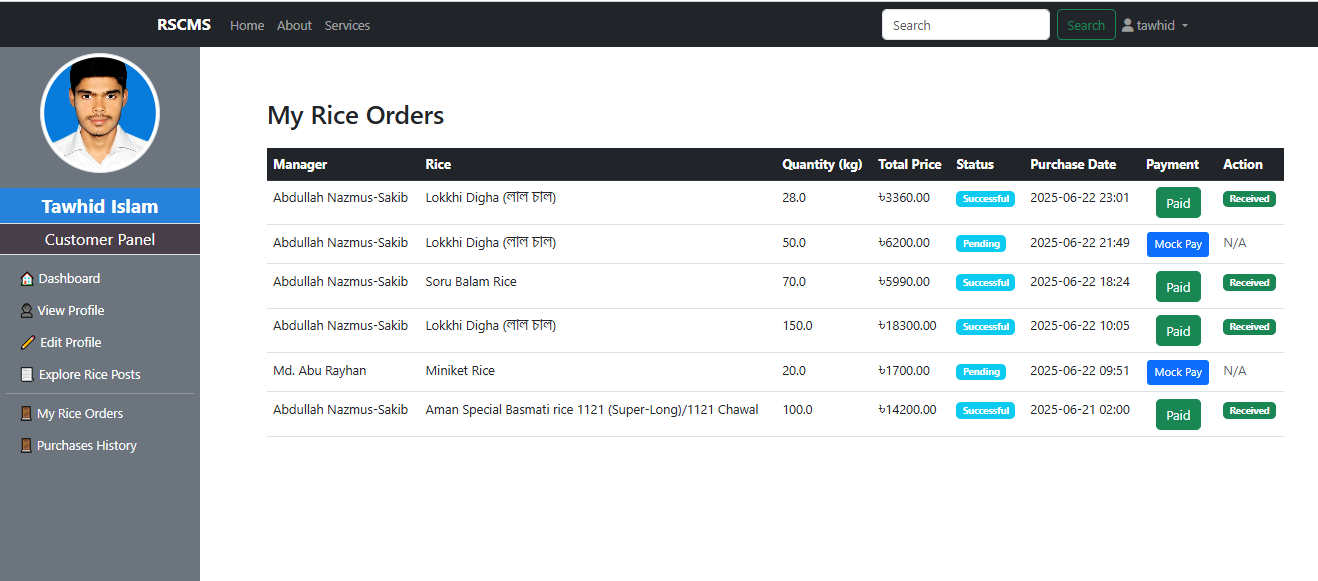 RSCMS Home About Services Search Search tawhid
Tawhid Islam
Customer Panel
Dashboard
View Profile
Edit Profile
Explore Rice Posts
My Rice Orders
Purchases History
My Rice Orders
Manager Rice Quantity (kg) Total Price Status Purchase Date Payment Action
Abdullah Nazmus-Sakib Lokkhi Digha (লাল চাল) 28.0 ৳3360.00 Successful 2025-06-22 23:01 Paid Received
Abdullah Nazmus-Sakib Lokkhi Digha (লাল চাল) 50.0 ৳6200.00 Pending 2025-06-22 21:49 Mock Pay N/A
Abdullah Nazmus-Sakib Soru Balam Rice 70.0 ৳5990.00 Successful 2025-06-22 18:24 Paid Received
Abdullah Nazmus-Sakib Lokkhi Digha (লাল চাল) 150.0 ৳18300.00 Successful 2025-06-22 10:05 Paid Received
Md. Abu Rayhan Miniket Rice 20.0 ৳1700.00 Pending 2025-06-22 09:51 Mock Pay N/A
Abdullah Nazmus-Sakib Aman Special Basmati rice 1121 (Super-Long)/1121 Chawal 100.0 ৳14200.00 Successful 2025-06-21 02:00 Paid Received